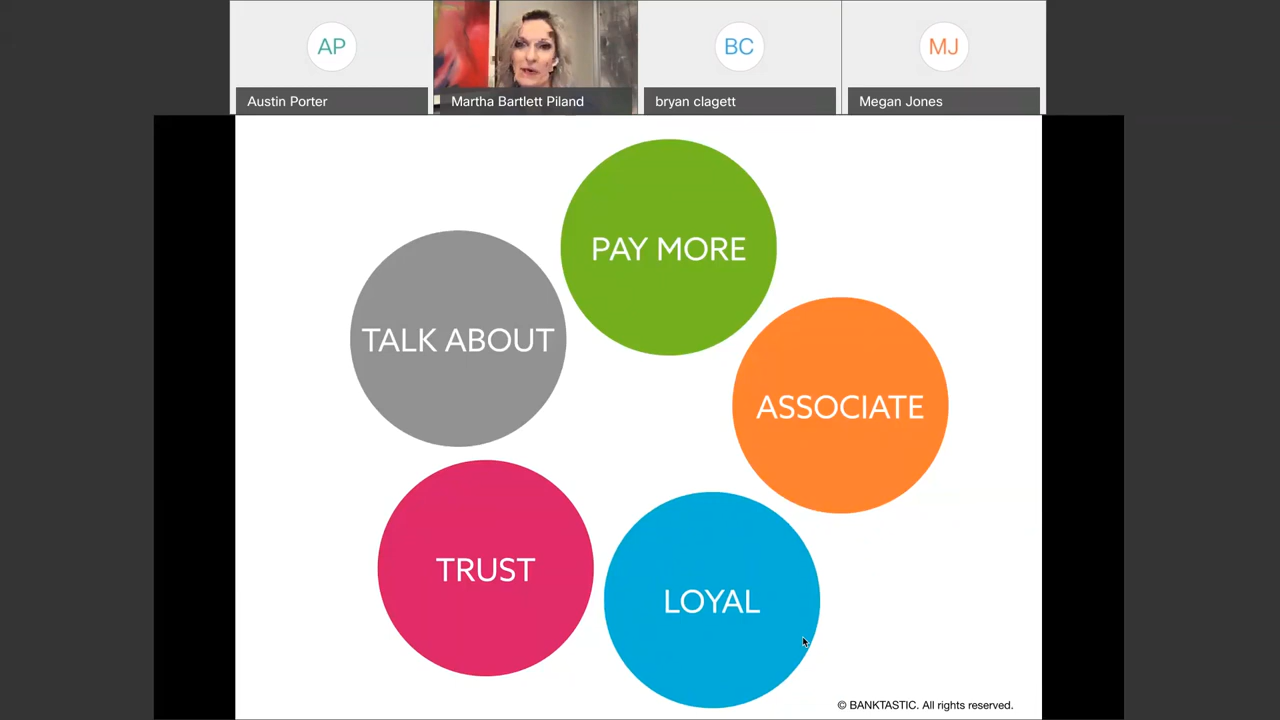 AP
BC
MJ
Austin Porter
Martha Bartlett Piland
bryan clagett
Megan Jones
PAY MORE
TALK ABOUT
ASSOCIATE
TRUST
LOYAL
© BANKTASTIC. All rights reserved.